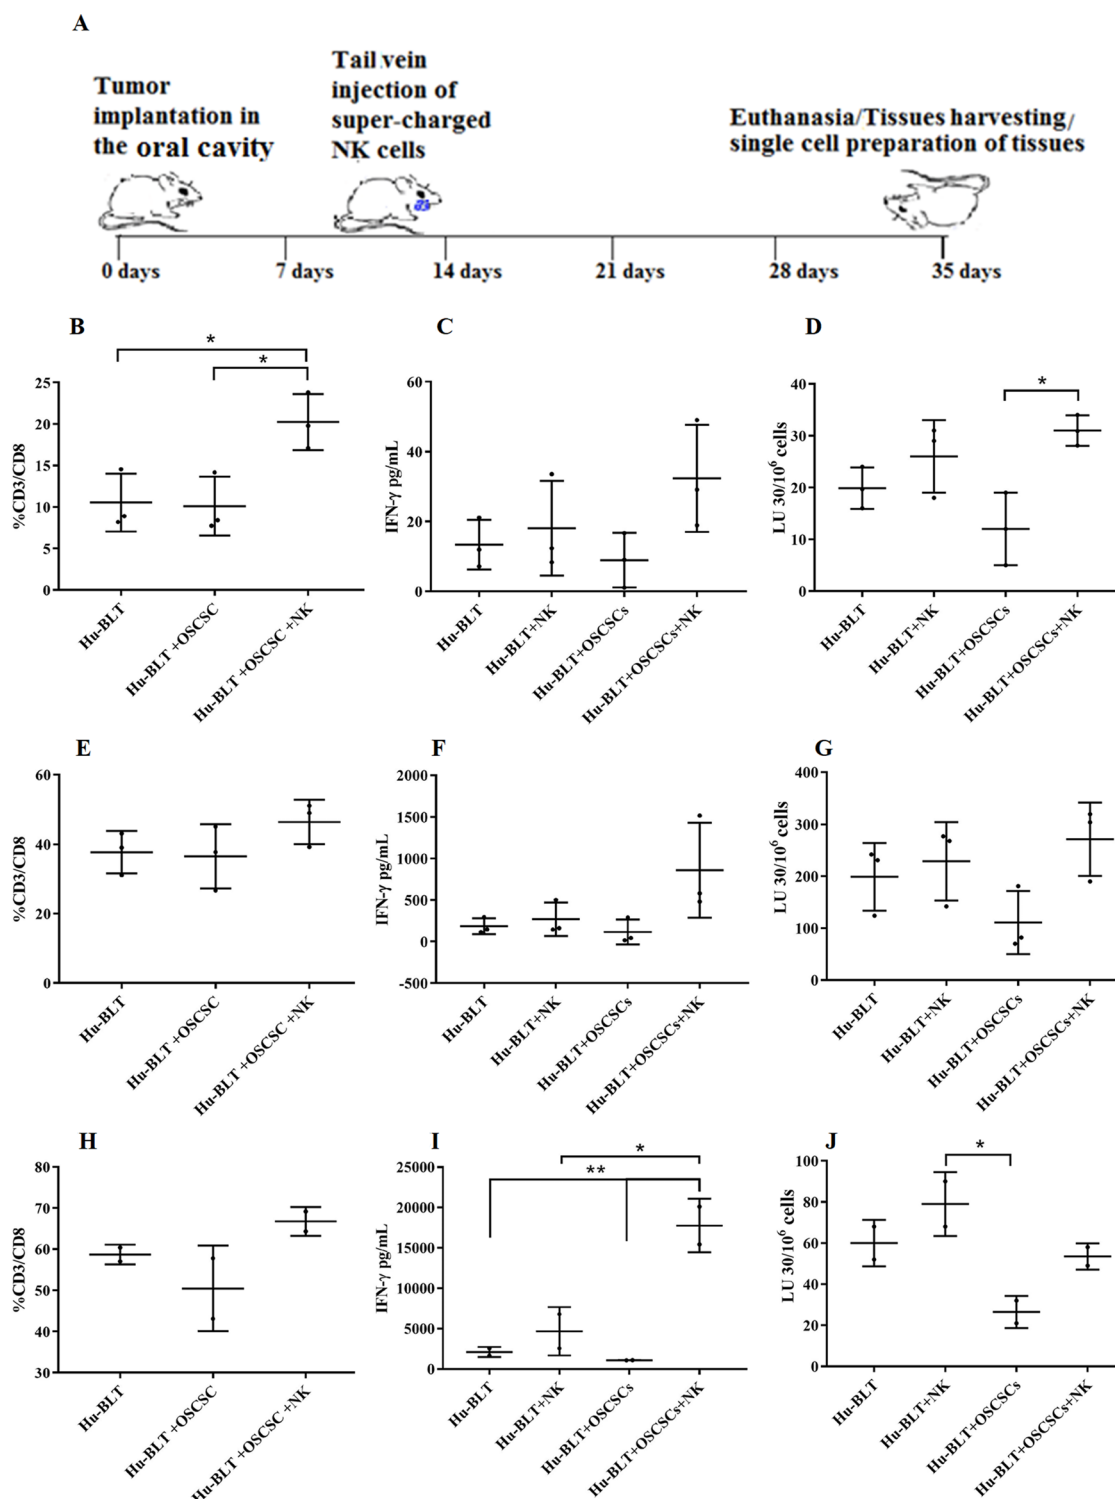 A
Tumor
implantation in
the oral cavity
Tail vein
injection of
super-charged
NK cells
Euthanasia/Tissues harvesting/
single cell preparation of tissues
0 days
7 days
14 days
21 days
28 days
35 days
B
*
*
%CD3/CD8
25
20
15
10
5
0
Hu-BLT
Hu-BLT +OSCSC
Hu-BLT +OSCSC +NK
C
IFN-γ pg/mL
60
40
20
0
Hu-BLT
Hu-BLT+NK
Hu-BLT+OSCSCs
Hu-BLT+OSCSCs+NK
D
*
LU 30/10⁶ cells
40
30
20
10
0
Hu-BLT
Hu-BLT+NK
Hu-BLT+OSCSCs
Hu-BLT+OSCSCs+NK
E
%CD3/CD8
60
40
20
0
Hu-BLT
Hu-BLT +OSCSC
Hu-BLT +OSCSC +NK
F
IFN-γ pg/mL
2000
1500
1000
500
0
-500
Hu-BLT
Hu-BLT+NK
Hu-BLT+OSCSCs
Hu-BLT+OSCSCs+NK
G
LU 30/10⁶ cells
400
300
200
100
0
Hu-BLT
Hu-BLT+NK
Hu-BLT+OSCSCs
Hu-BLT+OSCSCs+NK
H
%CD3/CD8
80
70
60
50
40
30
Hu-BLT
Hu-BLT +OSCSC
Hu-BLT +OSCSC +NK
I
*
**
IFN-γ pg/mL
25000
20000
15000
10000
5000
0
Hu-BLT
Hu-BLT+NK
Hu-BLT+OSCSCs
Hu-BLT+OSCSCs+NK
J
*
LU 30/10⁶ cells
100
80
60
40
20
0
Hu-BLT
Hu-BLT+NK
Hu-BLT+OSCSCs
Hu-BLT+OSCSCs+NK